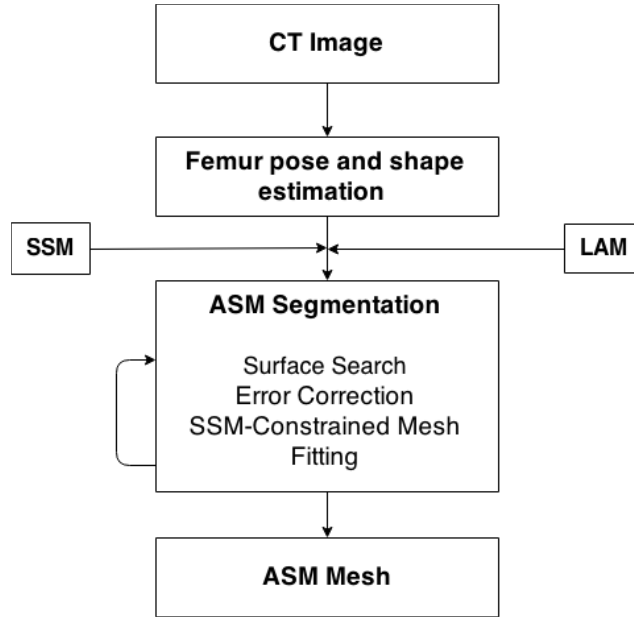 CT Image
Femur pose and shape
estimation
SSM
LAM
ASM Segmentation
Surface Search
Error Correction
SSM-Constrained Mesh
Fitting
ASM Mesh